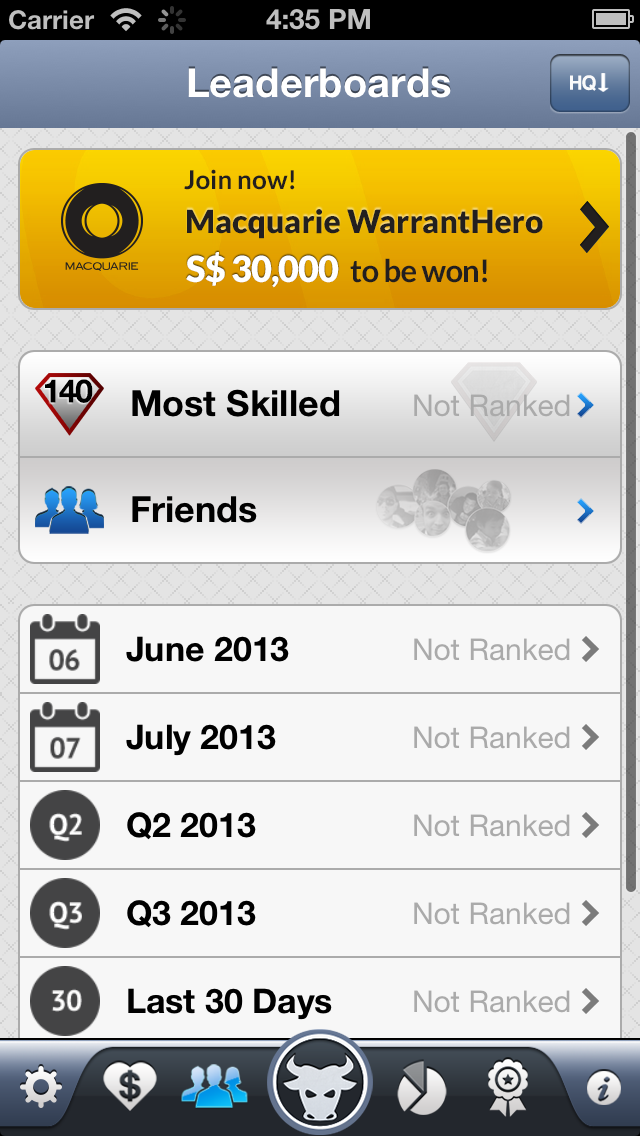 Carrier 4:35 PM
Leaderboards
HQ
Join now!
Macquarie WarrantHero
S$ 30,000 to be won!
MACQUARIE
140 Most Skilled Not Ranked
Friends
06 June 2013 Not Ranked
07 July 2013 Not Ranked
Q2 Q2 2013 Not Ranked
Q3 Q3 2013 Not Ranked
30 Last 30 Days Not Ranked
$ i